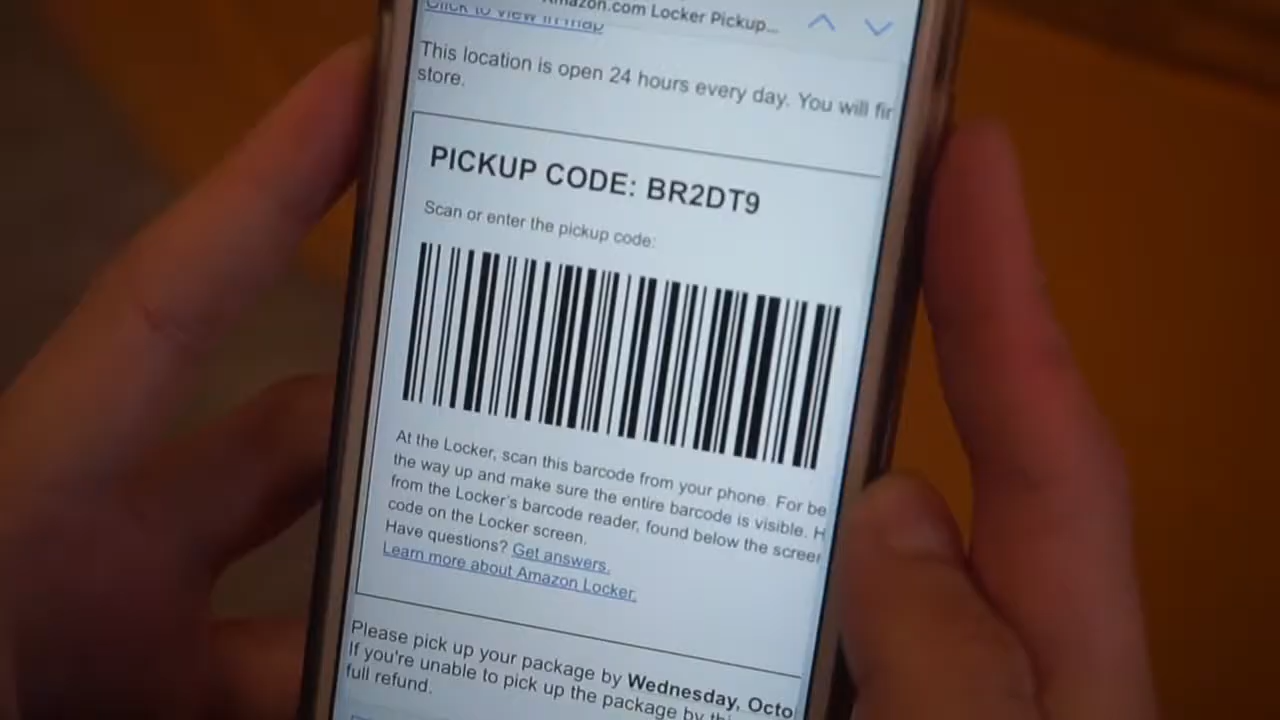 Amazon.com Locker Pickup...
Click to view in map
This location is open 24 hours every day. You will fir
store.
PICKUP CODE: BR2DT9
Scan or enter the pickup code:
At the Locker, scan this barcode from your phone. For be
the way up and make sure the entire barcode is visible. H
from the Locker's barcode reader, found below the screen
code on the Locker screen.
Have questions? Get answers.
Learn more about Amazon Locker.
Please pick up your package by Wednesday, Octo
If you're unable to pick up the package by
full refund.